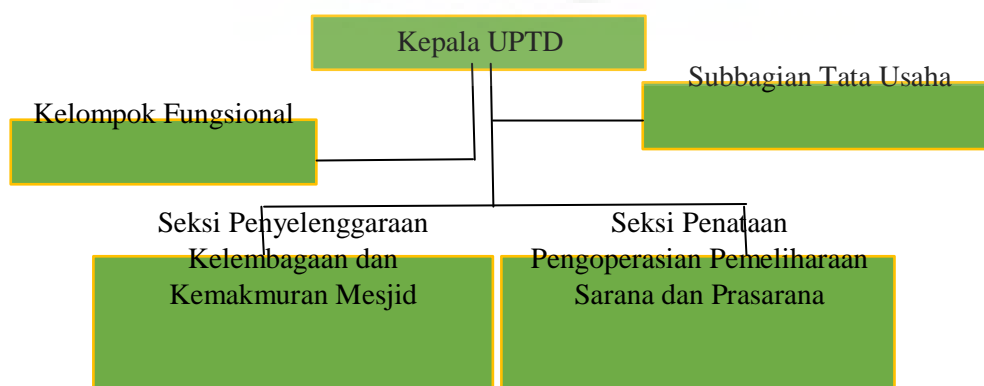 Kepala UPTD
Subbagian Tata Usaha
Kelompok Fungsional
Seksi Penyelenggaraan
Kelembagaan dan
Kemakmuran Mesjid
Seksi Penataan
Pengoperasian Pemeliharaan
Sarana dan Prasarana